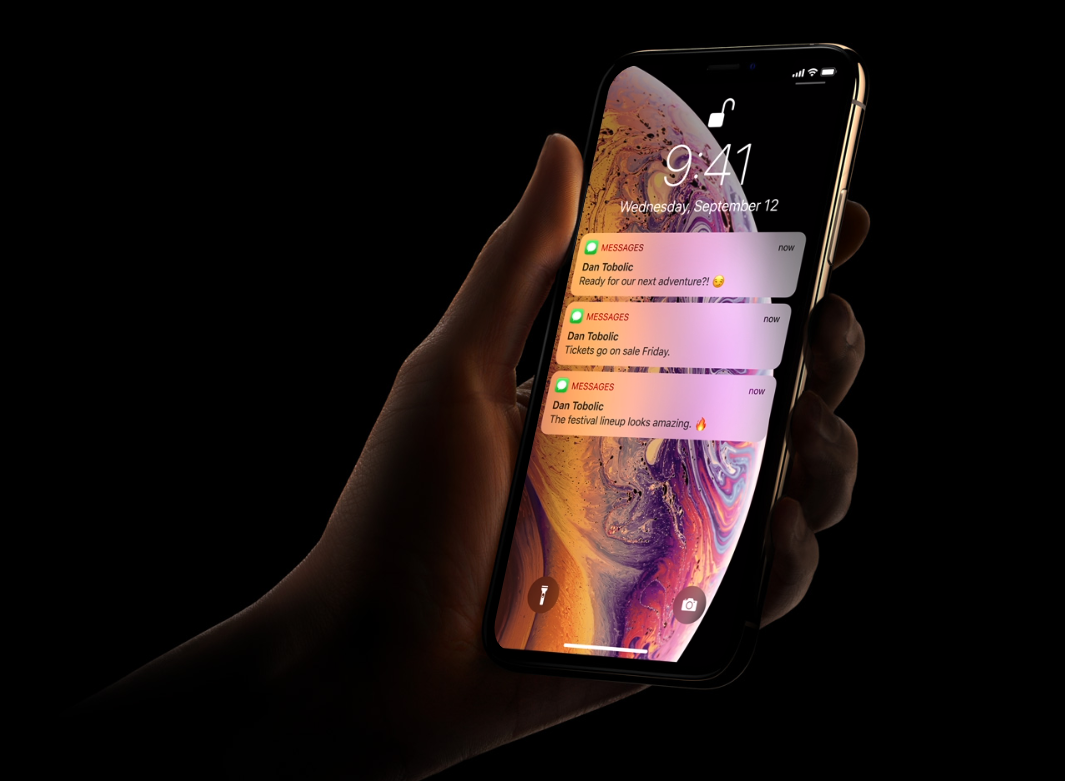 9:41
Wednesday, September 12
MESSAGES now
Dan Tobolic
Ready for our next adventure?! 😏
MESSAGES now
Dan Tobolic
Tickets go on sale Friday.
MESSAGES now
Dan Tobolic
The festival lineup looks amazing. 🔥